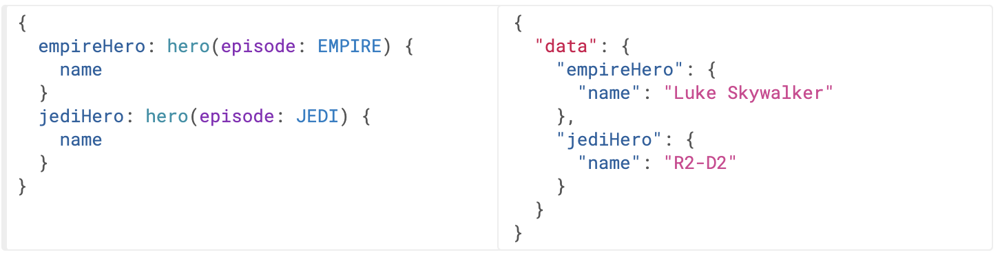 {
  empireHero: hero(episode: EMPIRE) {
    name
  }
  jediHero: hero(episode: JEDI) {
    name
  }
}
{
  "data": {
    "empireHero": {
      "name": "Luke Skywalker"
    },
    "jediHero": {
      "name": "R2-D2"
    }
  }
}